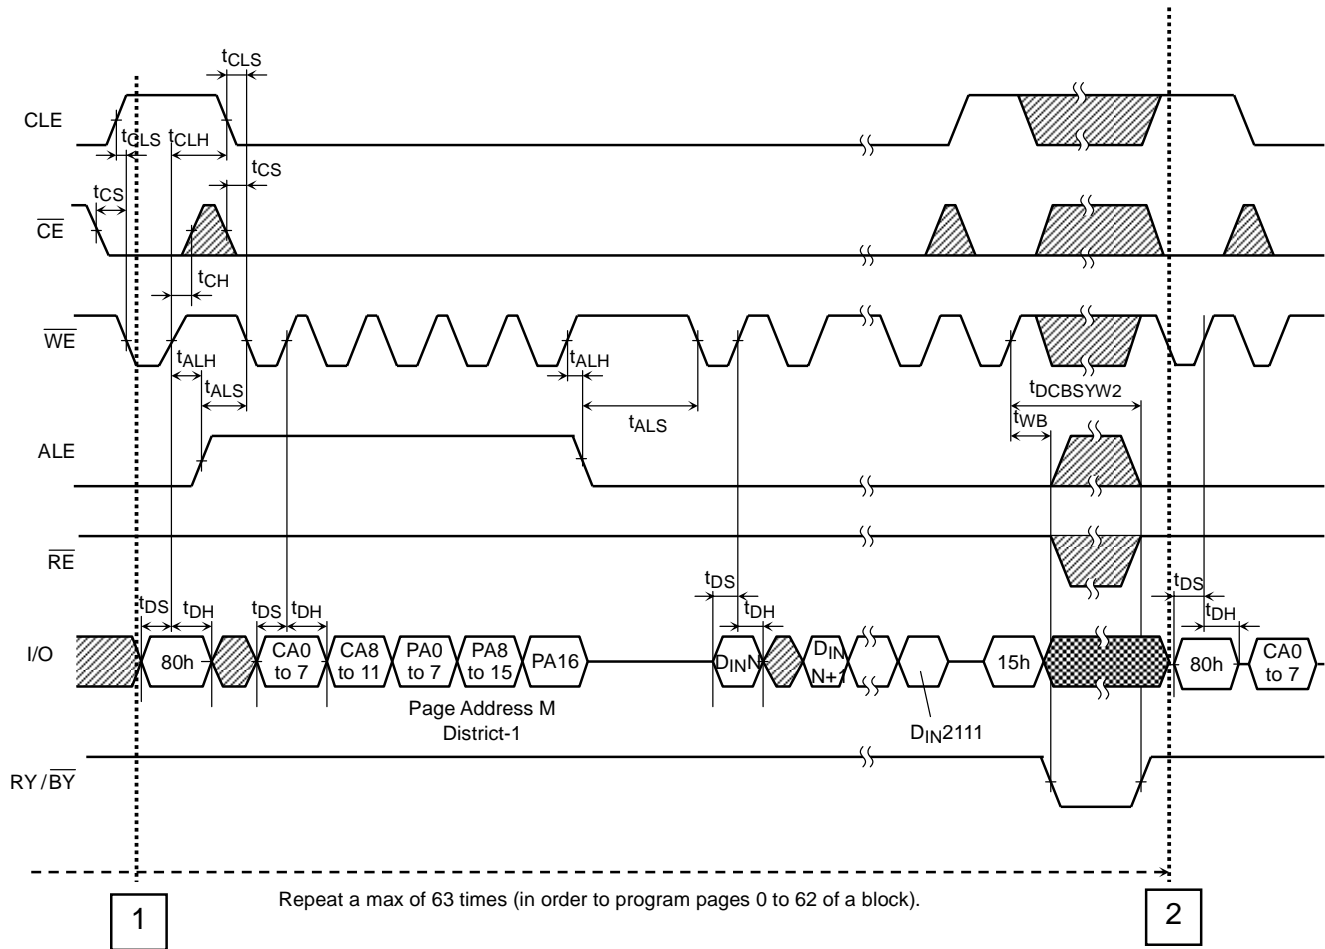 tCLS
CLE
tCLS
tCLH
tCS
tCS
CE
tCH
WE
tALH
tALH
tALS
tDCBSYW2
tALS
tWB
ALE
RE
tDS
tDS
tDH
tDS
tDH
tDH
I/O
80h
CA0 to 7
CA8 to 11
PA0 to 7
PA8 to 15
PA16
DINN
DIN N+1
15h
80h
CA0 to 7
Page Address M
District-1
DIN2111
RY/BY
Repeat a max of 63 times (in order to program pages 0 to 62 of a block).
1
2